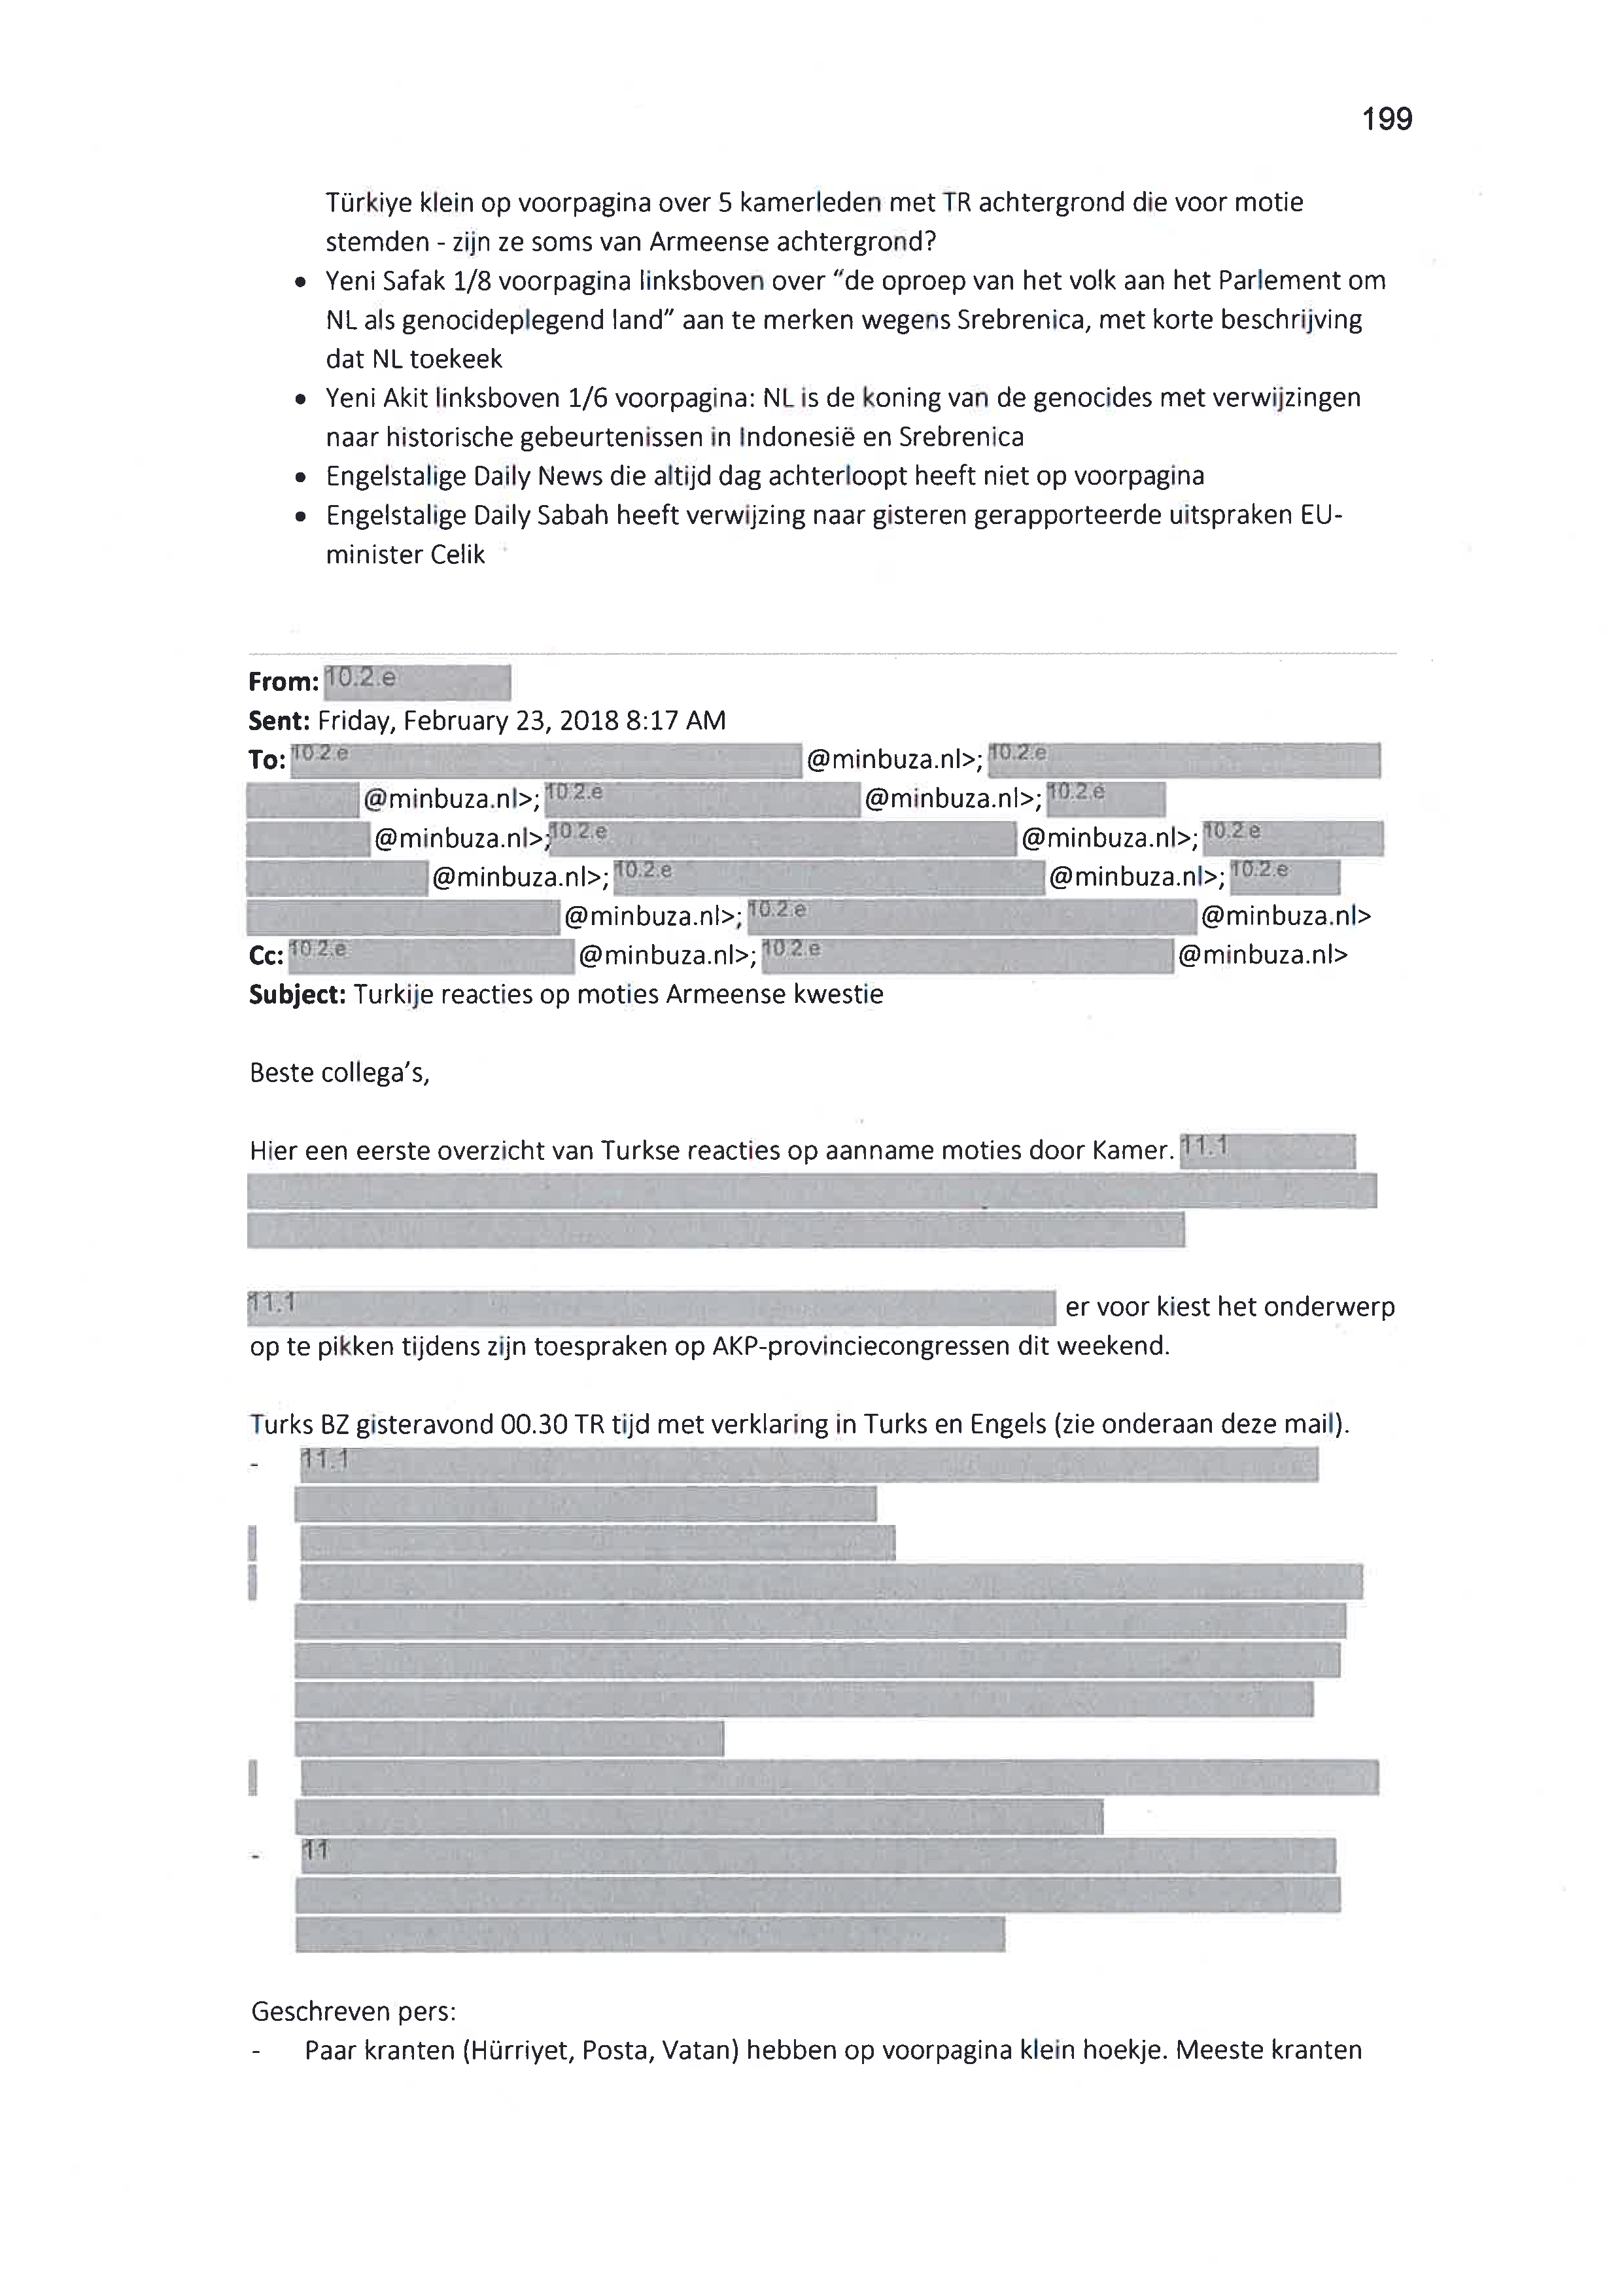 199
Türkiye klein op voorpagina over 5 kamerleden met TR achtergrond die voor motie
stemden - zijn ze soms van Armeense achtergrond?
• Yeni Safak 1/8 voorpagina linksboven over "de oproep van het volk aan het Parlement om
NL als genocideplegend land" aan te merken wegens Srebrenica, met korte beschrijving
dat NL toekeek
• Yeni Akit linksboven 1/6 voorpagina: NL is de koning van de genocides met verwijzingen
naar historische gebeurtenissen in Indonesië en Srebrenica
• Engelstalige Daily News die altijd dag achterloopt heeft niet op voorpagina
• Engelstalige Daily Sabah heeft verwijzing naar gisteren gerapporteerde uitspraken EU-
minister Celik
From: 10.2.e
Sent: Friday, February 23, 2018 8:17 AM
To: 10.2.e @minbuza.nl>; 10.2.e
@minbuza.nl>; 10.2.e @minbuza.nl>; 10.2.e
@minbuza.nl>; 10.2.e @minbuza.nl>; 10.2.e
@minbuza.nl>; 10.2.e @minbuza.nl>; 10.2.e
@minbuza.nl>; 10.2.e @minbuza.nl>
Cc: 10.2.e @minbuza.nl>; 10.2.e @minbuza.nl>
Subject: Turkije reacties op moties Armeense kwestie
Beste collega's,
Hier een eerste overzicht van Turkse reacties op aanname moties door Kamer. 11.1
11.1 er voor kiest het onderwerp
op te pikken tijdens zijn toespraken op AKP-provinciecongressen dit weekend.
Turks BZ gisteravond 00.30 TR tijd met verklaring in Turks en Engels (zie onderaan deze mail).
- 11.1
- 11
Geschreven pers:
- Paar kranten (Hürriyet, Posta, Vatan) hebben op voorpagina klein hoekje. Meeste kranten